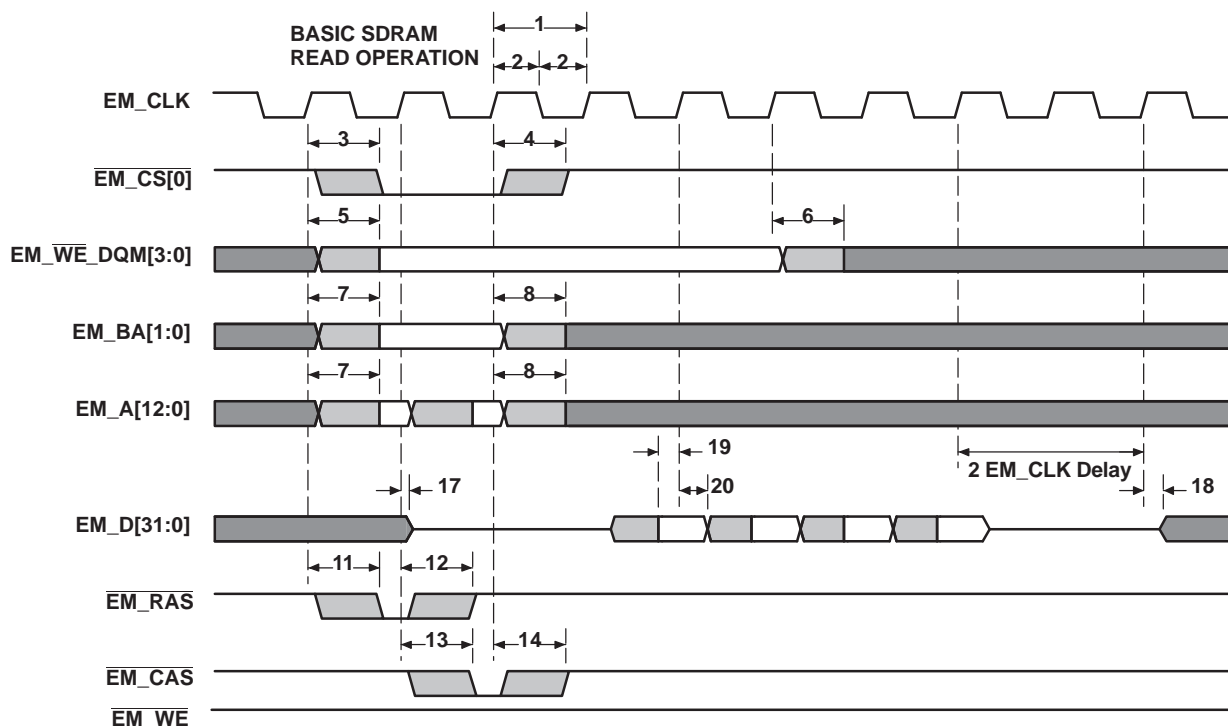 1
BASIC SDRAM
READ OPERATION
2 2
EM_CLK
3 4
EM_CS[0]
5 6
EM_WE_DQM[3:0]
7 8
EM_BA[1:0]
7 8
EM_A[12:0]
19
2 EM_CLK Delay
17 20 18
EM_D[31:0]
11 12
EM_RAS
13 14
EM_CAS
EM_WE